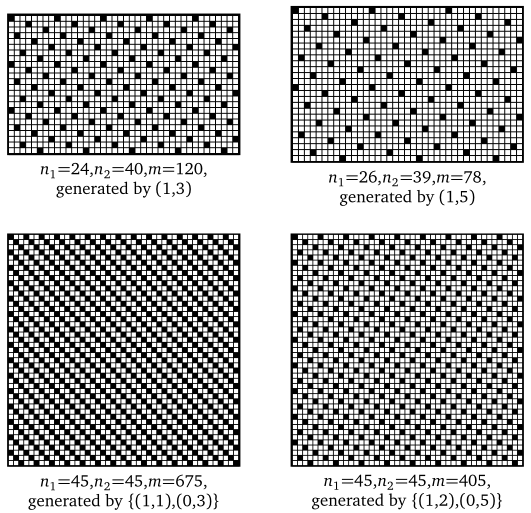 n₁=24,n₂=40,m=120,
generated by (1,3)
n₁=26,n₂=39,m=78,
generated by (1,5)
n₁=45,n₂=45,m=675,
generated by {(1,1),(0,3)}
n₁=45,n₂=45,m=405,
generated by {(1,2),(0,5)}